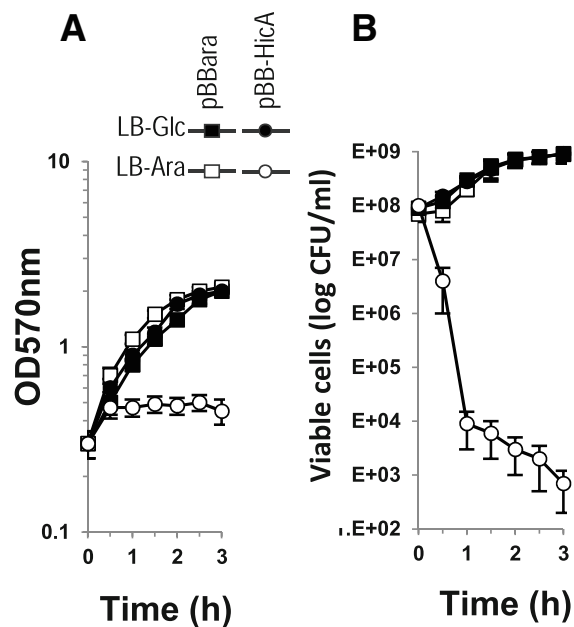 A
B
pBBara
pBB-HicA
LB-Glc
LB-Ara
10
1
0.1
OD570nm
0
1
2
3
Time (h)
E+09
E+08
E+07
E+06
E+05
E+04
E+03
.E+02
Viable cells (log CFU/ml)
0
1
2
3
Time (h)